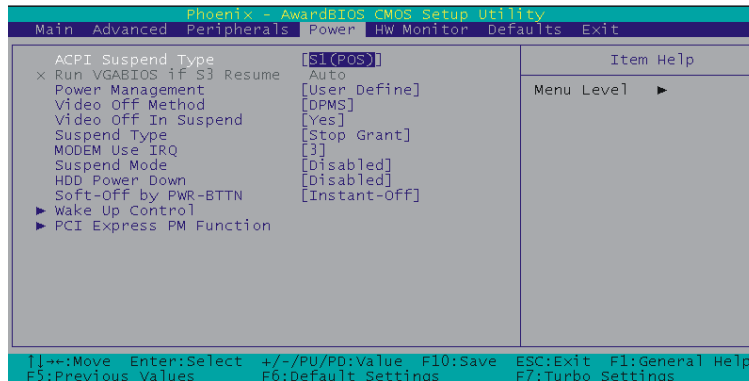 Phoenix - AwardBIOS CMOS Setup Utility
Main Advanced Peripherals Power HW Monitor Defaults Exit
ACPI Suspend Type [S1(POS)] Item Help
× Run VGABIOS if S3 Resume Auto
Power Management [User Define] Menu Level ▶
Video Off Method [DPMS]
Video Off In Suspend [Yes]
Suspend Type [Stop Grant]
MODEM Use IRQ [3]
Suspend Mode [Disabled]
HDD Power Down [Disabled]
Soft-Off by PWR-BTTN [Instant-Off]
▶ Wake Up Control
▶ PCI Express PM Function
↑↓→←:Move Enter:Select +/-/PU/PD:Value F10:Save ESC:Exit F1:General Help
F5:Previous Values F6:Default Settings F7:Turbo Settings